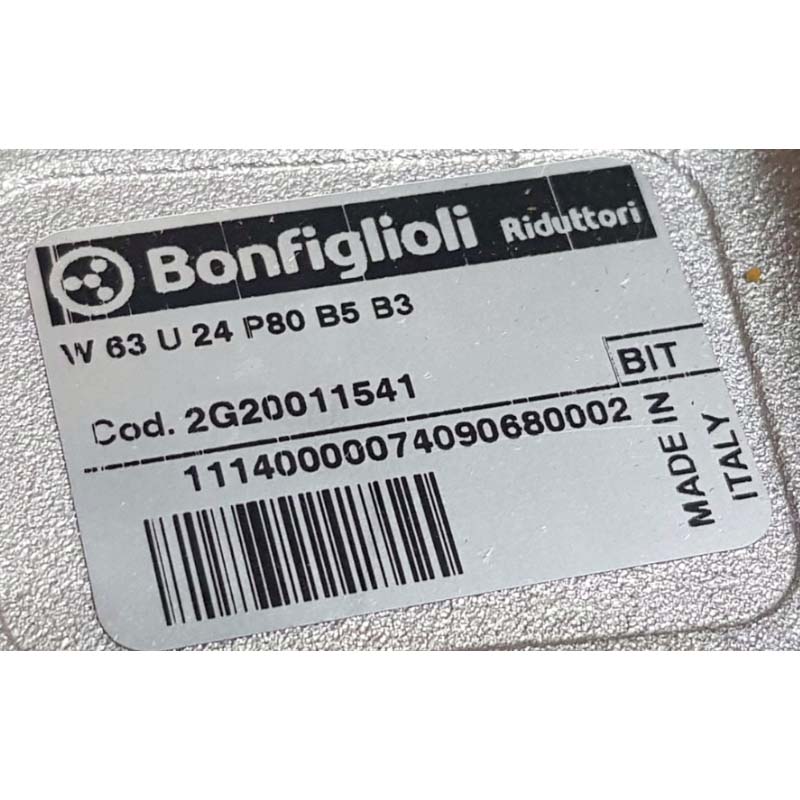 Bonfiglioli Riduttori
W 63 U 24 P80 B5 B3
BIT
Cod. 2G20011541
11140000074090680002
MADE IN
ITALY